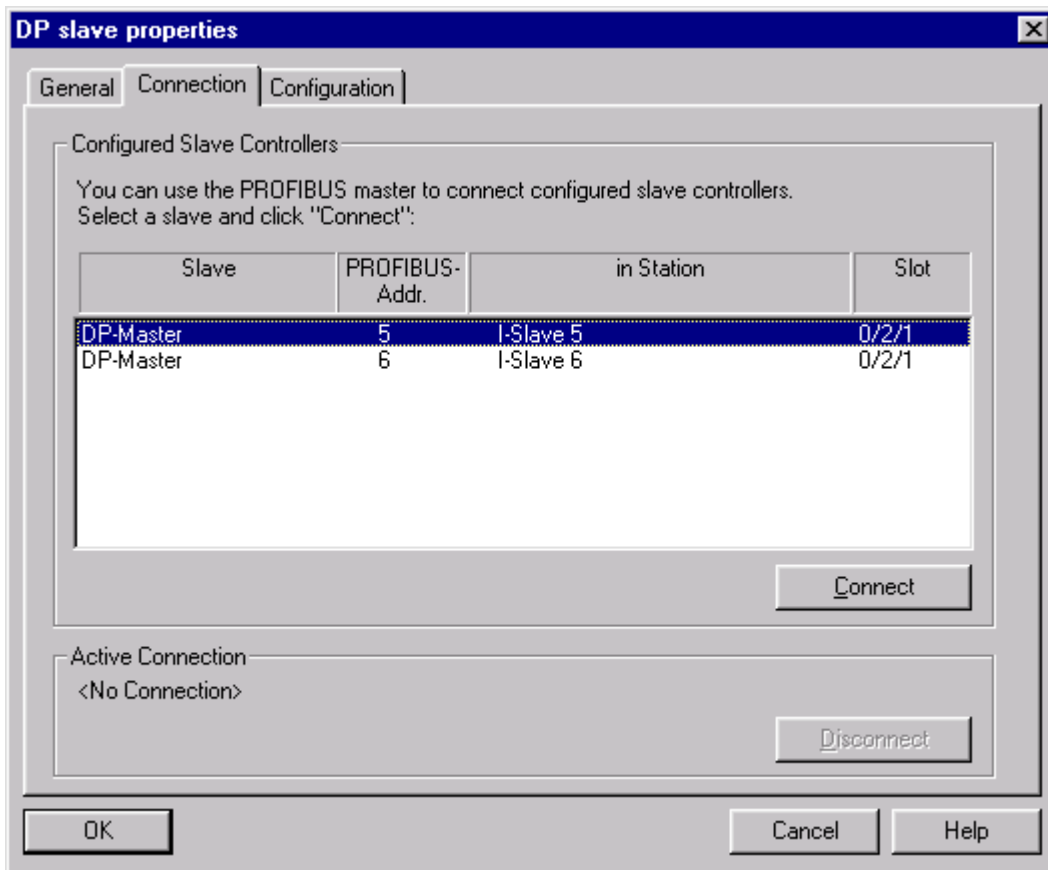 DP slave properties
General Connection Configuration
Configured Slave Controllers
You can use the PROFIBUS master to connect configured slave controllers.
Select a slave and click "Connect":
Slave PROFIBUS-Addr. in Station Slot
DP-Master 5 I-Slave 5 0/2/1
DP-Master 6 I-Slave 6 0/2/1
Connect
Active Connection
<No Connection>
Disconnect
OK Cancel Help